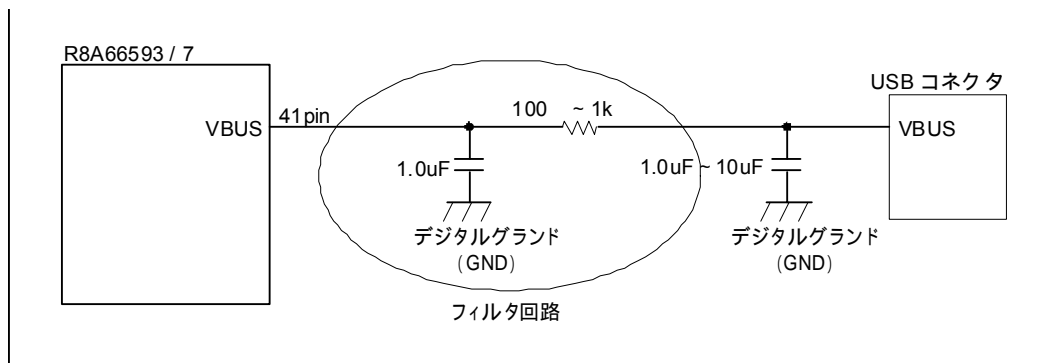 R8A66593 / 7
USB コネクタ
VBUS
41pin
100 ~ 1k
VBUS
1.0uF
1.0uF ~ 10uF
デジタルグランド
(GND)
デジタルグランド
(GND)
フィルタ回路